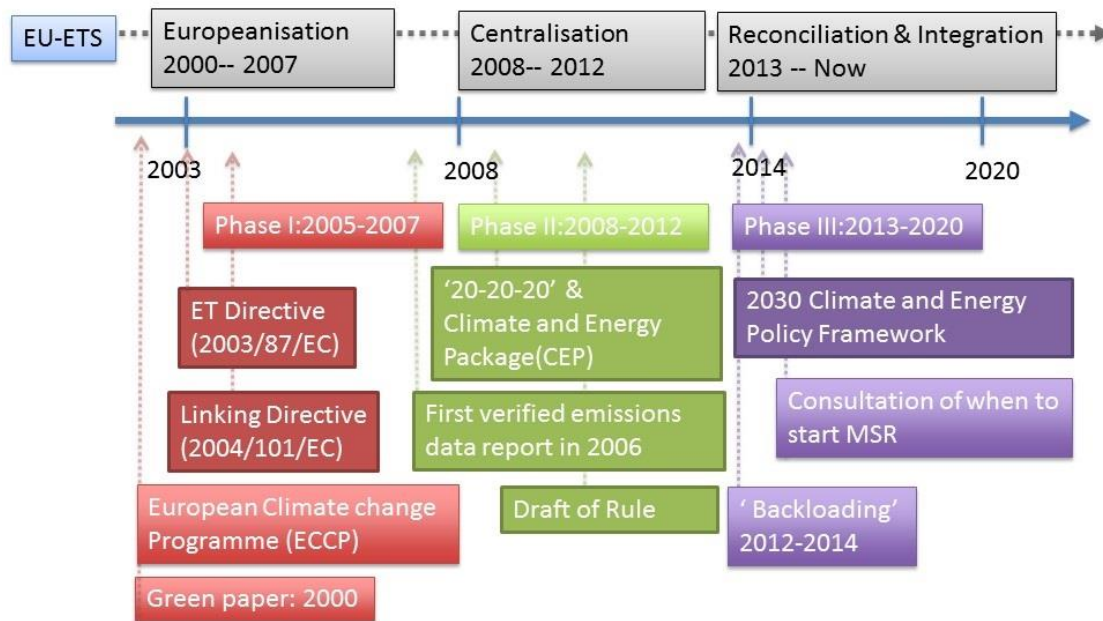 EU-ETS
Europeanisation
2000-- 2007
Centralisation
2008-- 2012
Reconciliation & Integration
2013 -- Now
2003
2008
2014
2020
Phase I:2005-2007
Phase II:2008-2012
Phase III:2013-2020
ET Directive
(2003/87/EC)
‘20-20-20’ &
Climate and Energy
Package(CEP)
2030 Climate and Energy
Policy Framework
Linking Directive
(2004/101/EC)
First verified emissions
data report in 2006
Consultation of when to
start MSR
European Climate change
Programme (ECCP)
Draft of Rule
‘ Backloading’
2012-2014
Green paper: 2000